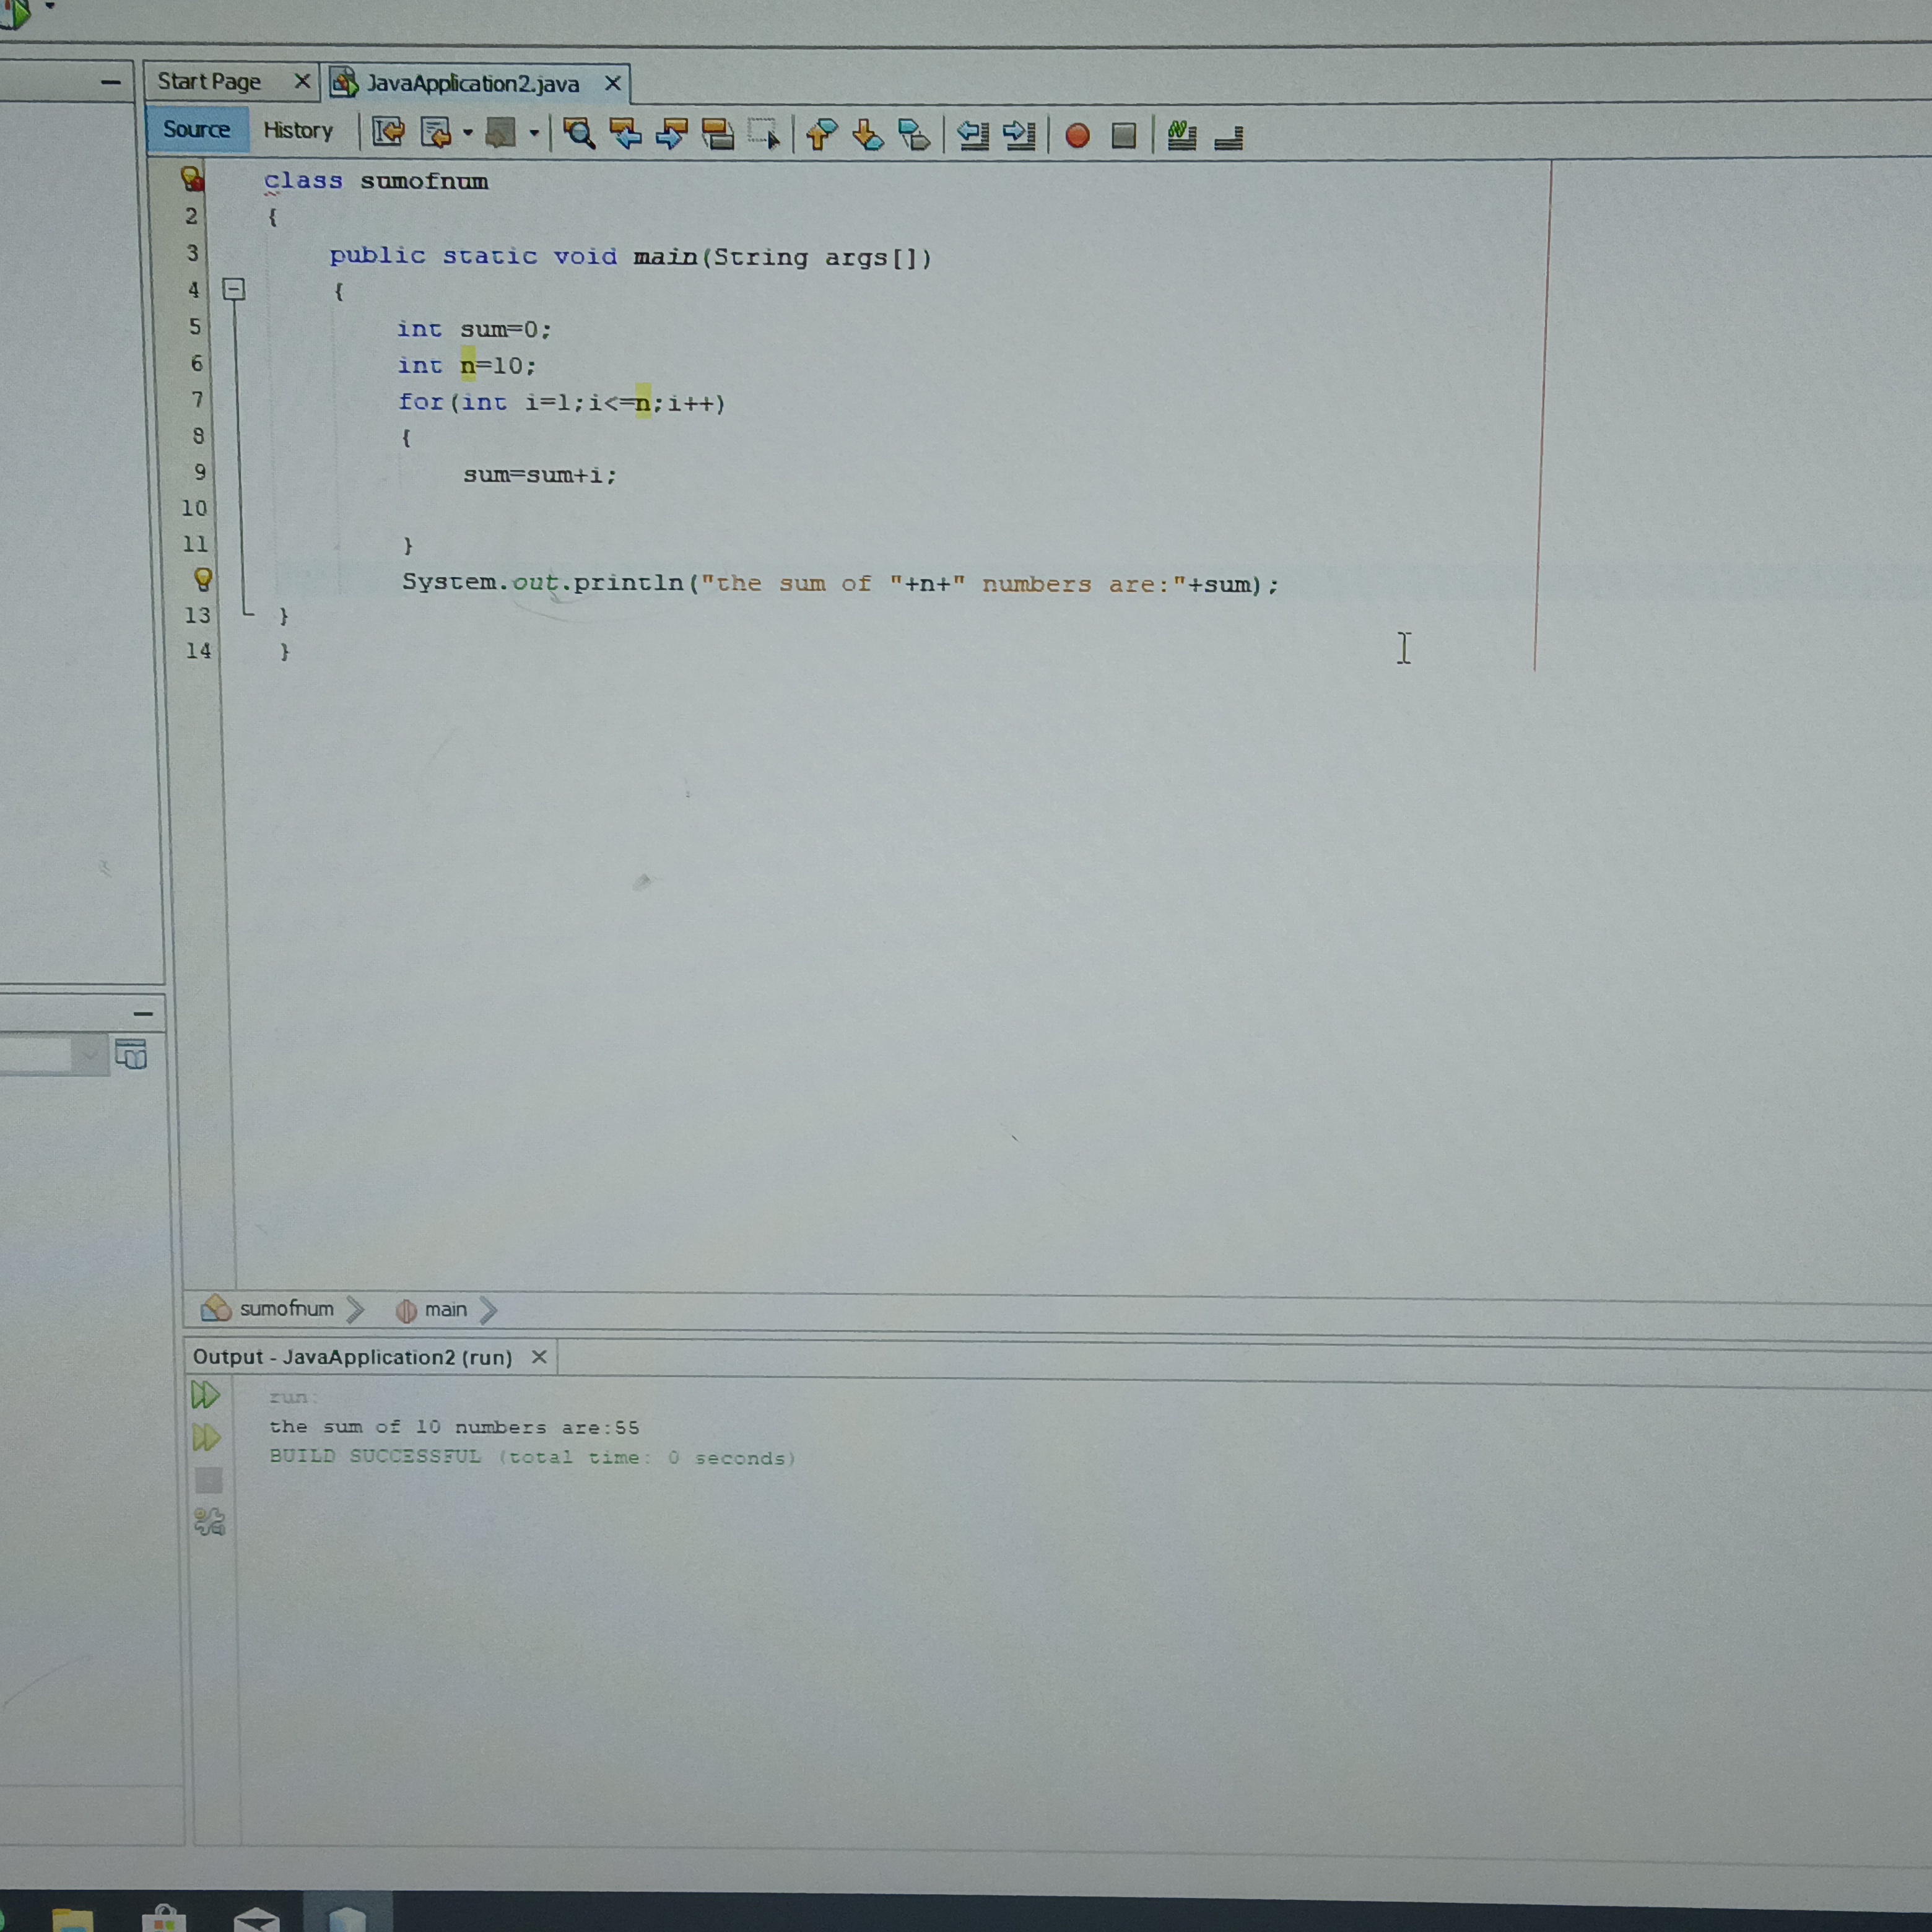 Start Page
JavaApplication2.java
Source History
class sumofnum
2 {
3 public static void main(String args[])
4 {
5 int sum=0;
6 int n=10;
7 for(int i=1;i<=n;i++)
8 {
9 sum=sum+i;
10
11 }
System.out.println("the sum of "+n+" numbers are:"+sum);
13 }
14 }
sumofnum main
Output - JavaApplication2 (run)
run:
the sum of 10 numbers are:55
BUILD SUCCESSFUL (total time: 0 seconds)